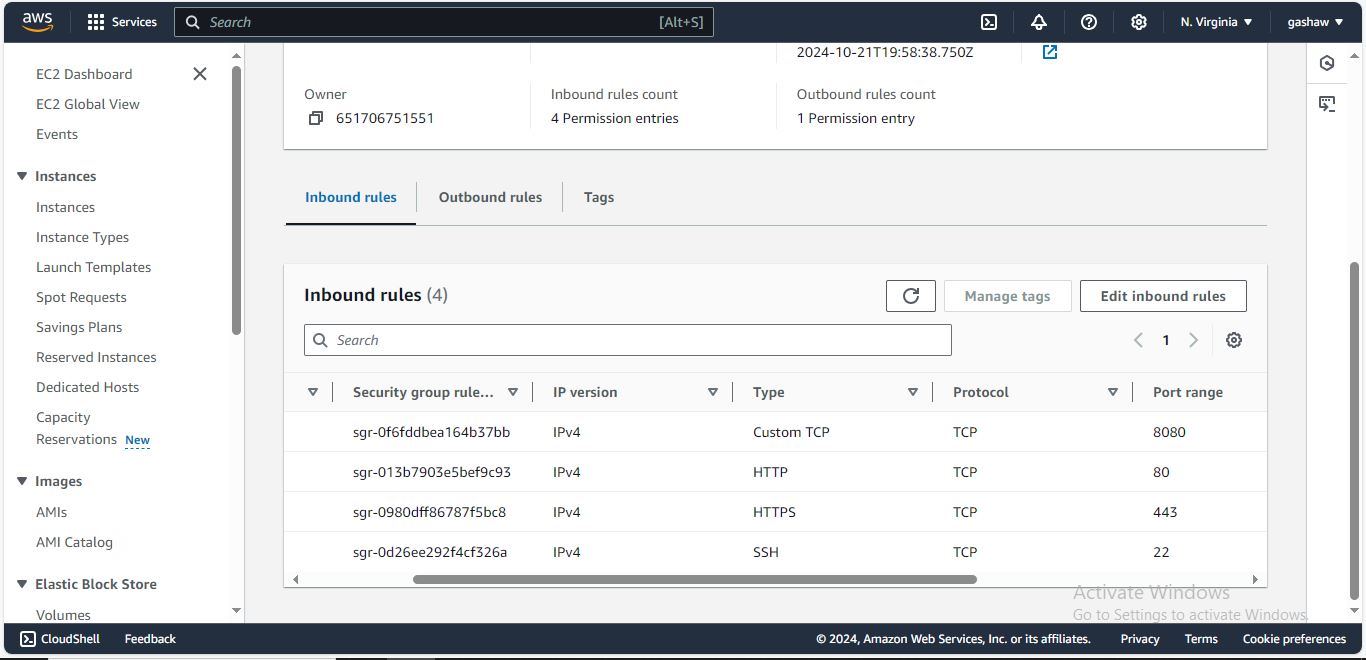 aws Services Search [Alt+S] N. Virginia gashaw
EC2 Dashboard
EC2 Global View
Events
Instances
Instances
Instance Types
Launch Templates
Spot Requests
Savings Plans
Reserved Instances
Dedicated Hosts
Capacity
Reservations New
Images
AMIs
AMI Catalog
Elastic Block Store
Volumes
2024-10-21T19:58:38.750Z
Owner Inbound rules count Outbound rules count
651706751551 4 Permission entries 1 Permission entry
Inbound rules Outbound rules Tags
Inbound rules (4) Manage tags Edit inbound rules
Search 1
Security group rule... IP version Type Protocol Port range
sgr-0f6fddbea164b37bb IPv4 Custom TCP TCP 8080
sgr-013b7903e5bef9c93 IPv4 HTTP TCP 80
sgr-0980dff86787f5bc8 IPv4 HTTPS TCP 443
sgr-0d26ee292f4cf326a IPv4 SSH TCP 22
Activate Windows
Go to Settings to activate Windows.
CloudShell Feedback © 2024, Amazon Web Services, Inc. or its affiliates. Privacy Terms Cookie preferences